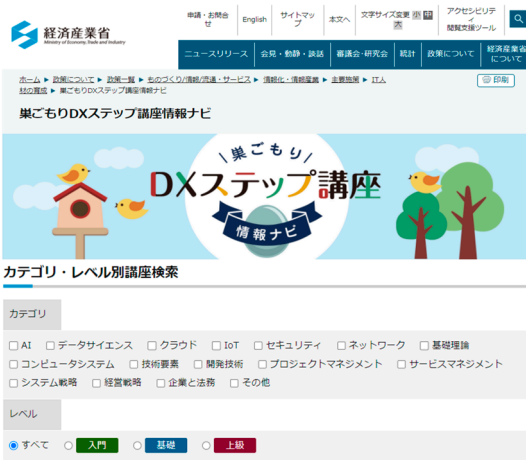 経済産業省
Ministry of Economy, Trade and Industry
申請・お問合せ
English
サイトマップ
本文へ
文字サイズ変更 小 中 大
アクセシビリティ閲覧支援ツール
ニュースリリース
会見・動静・談話
審議会・研究会
統計
政策について
経済産業省について
ホーム ▶ 政策について ▶ 政策一覧 ▶ ものづくり/情報/流通・サービス ▶ 情報化・情報産業 ▶ 主要施策 ▶ IT人
材の育成 ▶ 巣ごもりDXステップ講座情報ナビ
印刷
巣ごもりDXステップ講座情報ナビ
\巣ごもり/
DXステップ講座
情報ナビ
カテゴリ・レベル別講座検索
カテゴリ
AI データサイエンス クラウド IoT セキュリティ ネットワーク 基礎理論
コンピュータシステム 技術要素 開発技術 プロジェクトマネジメント サービスマネジメント
システム戦略 経営戦略 企業と法務 その他
レベル
すべて 入門 基礎 上級